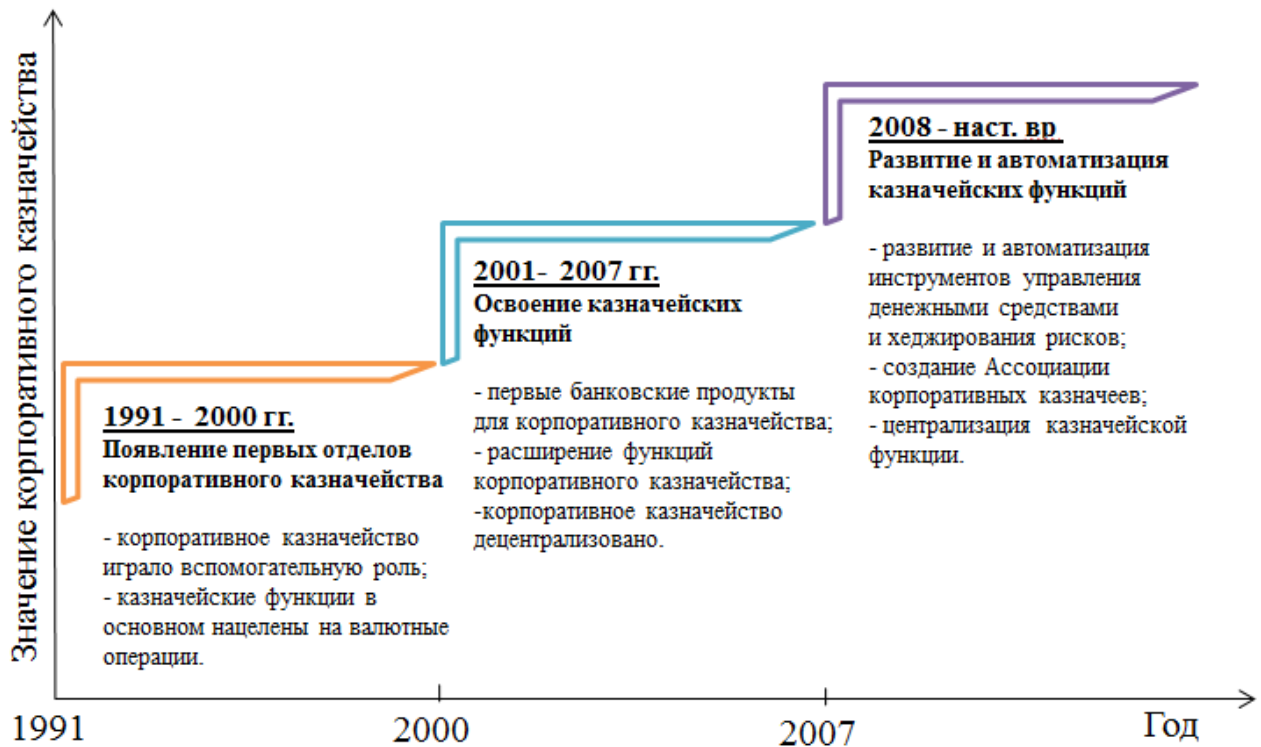 Значение корпоративного казначейства
2008 - наст. вр
Развитие и автоматизация
казначейских функций
- развитие и автоматизация
инструментов управления
денежными средствами
и хеджирования рисков;
- создание Ассоциации
корпоративных казначеев;
- централизация казначейской
функции.
2001- 2007 гг.
Освоение казначейских
функций
- первые банковские продукты
для корпоративного казначейства;
- расширение функций
корпоративного казначейства;
-корпоративное казначейство
децентрализовано.
1991 - 2000 гг.
Появление первых отделов
корпоративного казначейства
- корпоративное казначейство
играло вспомогательную роль;
- казначейские функции в
основном нацелены на валютные
операции.
1991
2000
2007
Год